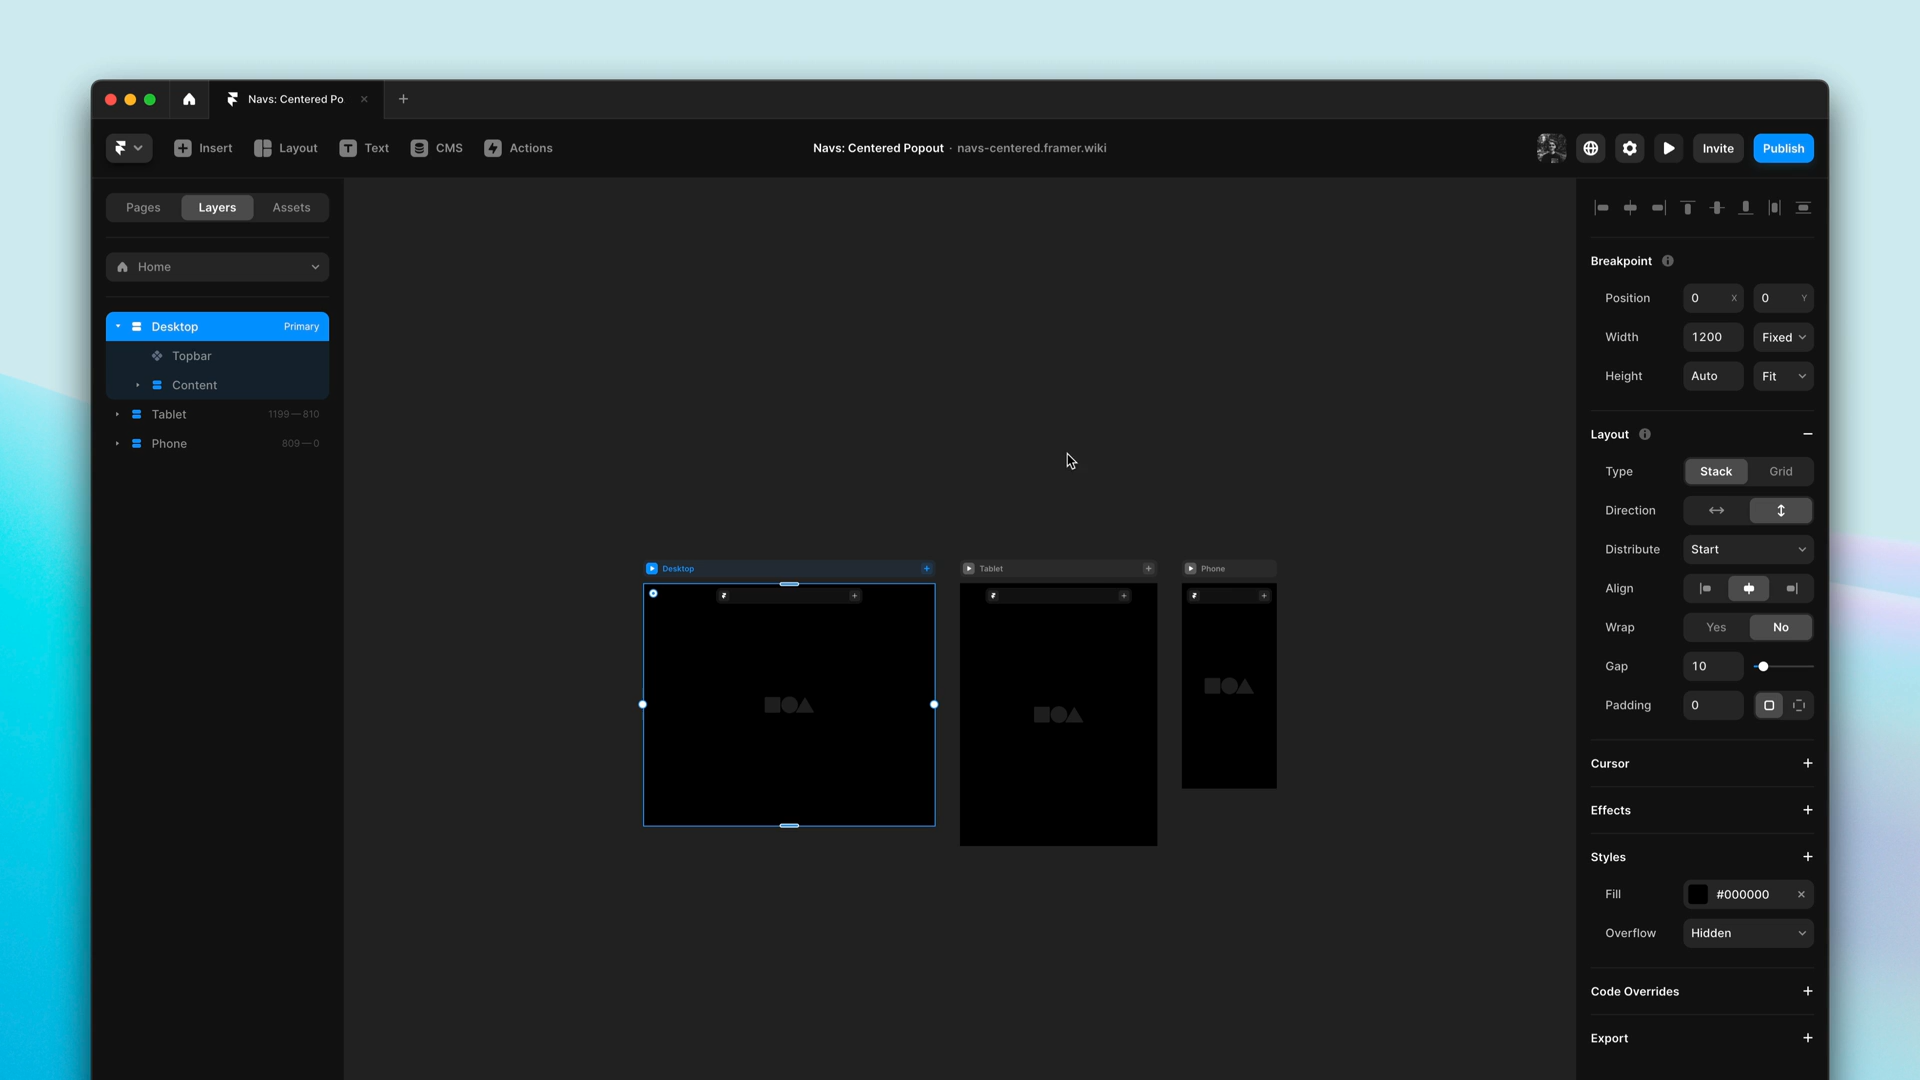 Navs: Centered Po
Insert
Layout
Text
CMS
Actions
Navs: Centered Popout · navs-centered.framer.wiki
Invite
Publish
Pages
Layers
Assets
Home
Desktop
Primary
Topbar
Content
Tablet
1199—810
Phone
809—0
Desktop
Tablet
Phone
Breakpoint
Position
0 X
0 Y
Width
1200
Fixed
Height
Auto
Fit
Layout
Type
Stack
Grid
Direction
Distribute
Start
Align
Wrap
Yes
No
Gap
10
Padding
0
Cursor
Effects
Styles
Fill
#000000
Overflow
Hidden
Code Overrides
Export